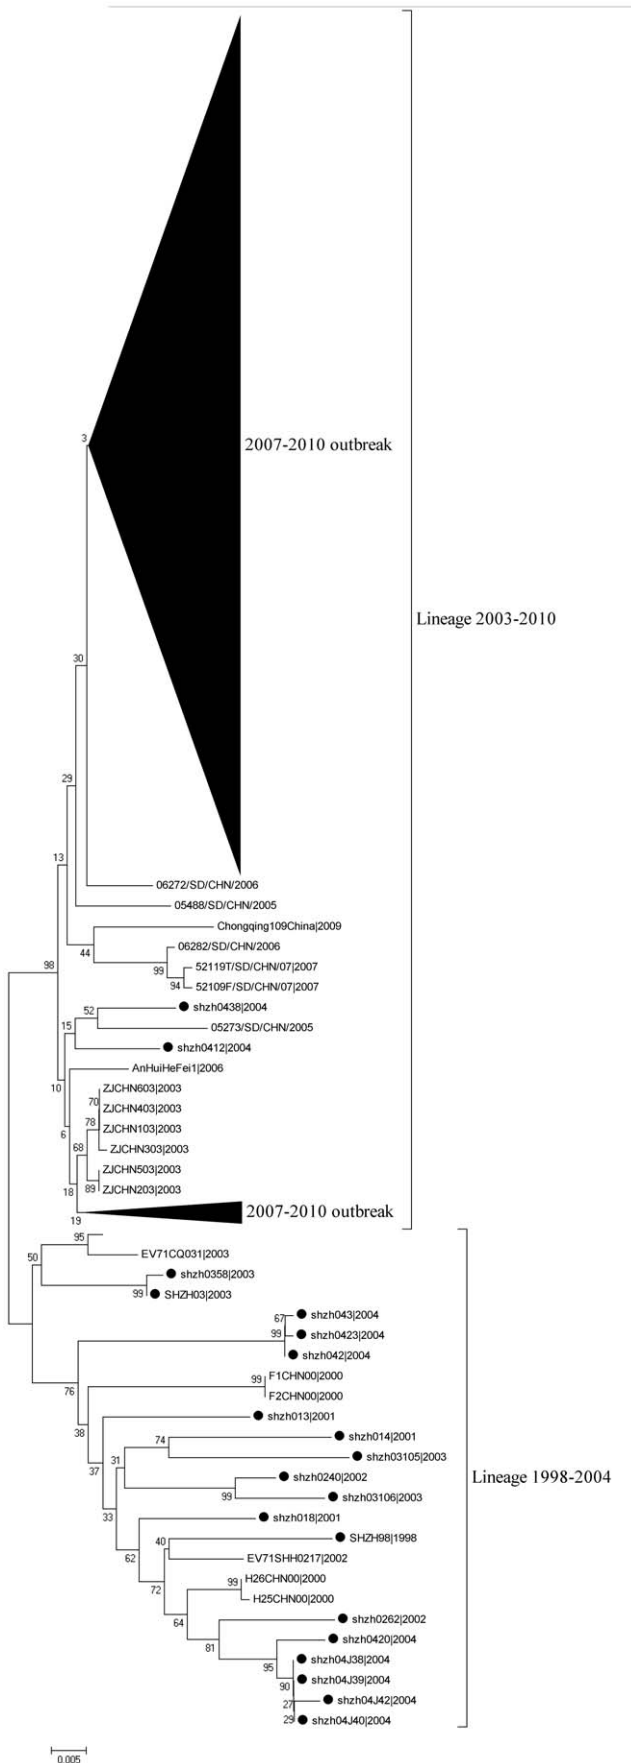 3
2007-2010 outbreak
Lineage 2003-2010
30
29
13
06272/SD/CHN/2006
05488/SD/CHN/2005
Chongqing109China|2009
44
06282/SD/CHN/2006
99
52119T/SD/CHN/07|2007
94
52109F/SD/CHN/07|2007
98
52
shzh0438|2004
15
05273/SD/CHN/2005
shzh0412|2004
10
AnHuiHeFei1|2006
ZJCHN603|2003
70
ZJCHN403|2003
78
ZJCHN103|2003
6
68
ZJCHN303|2003
ZJCHN503|2003
18
89
ZJCHN203|2003
19
2007-2010 outbreak
95
50
EV71CQ031|2003
shzh0358|2003
99
SHZH03|2003
67
shzh043|2004
99
shzh0423|2004
shzh042|2004
76
99
F1CHN00|2000
F2CHN00|2000
38
shzh013|2001
74
shzh014|2001
31
shzh03105|2003
37
shzh0240|2002
Lineage 1998-2004
99
shzh03106|2003
33
shzh018|2001
40
SHZH98|1998
62
EV71SHH0217|2002
72
99
H26CHN00|2000
H25CHN00|2000
64
shzh0262|2002
81
shzh0420|2004
95
shzh04J38|2004
90
shzh04J39|2004
27
shzh04J42|2004
29
shzh04J40|2004
0.005